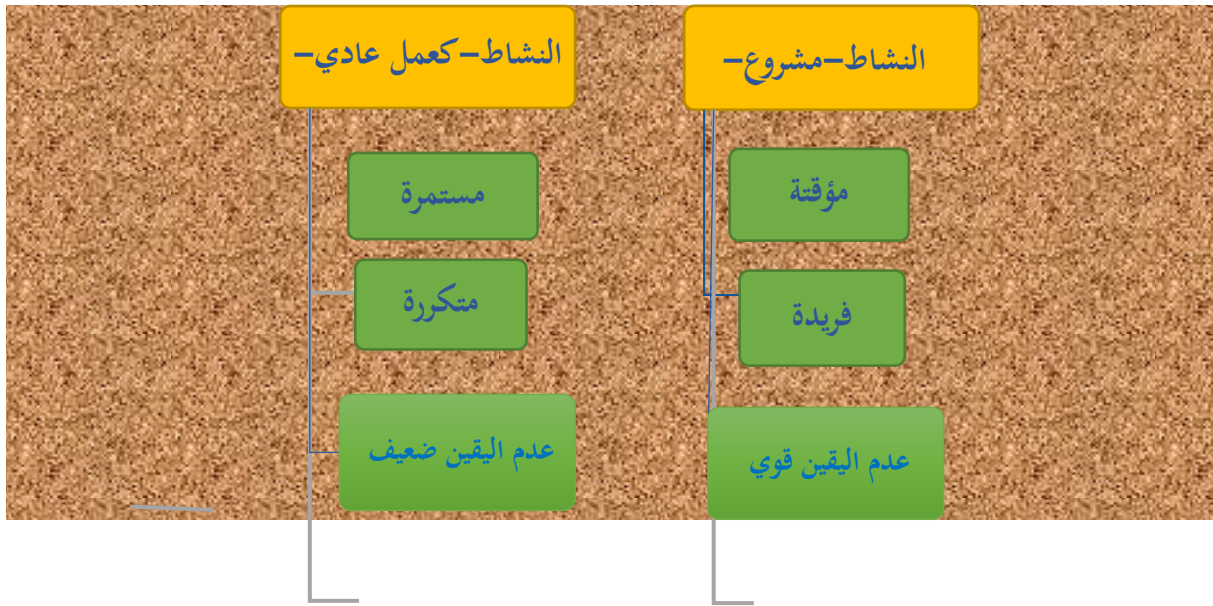 النشاط–مشروع–
مؤقتة
فريدة
عدم اليقين قوي
النشاط–كعمل عادي–
مستمرة
متكررة
عدم اليقين ضعيف